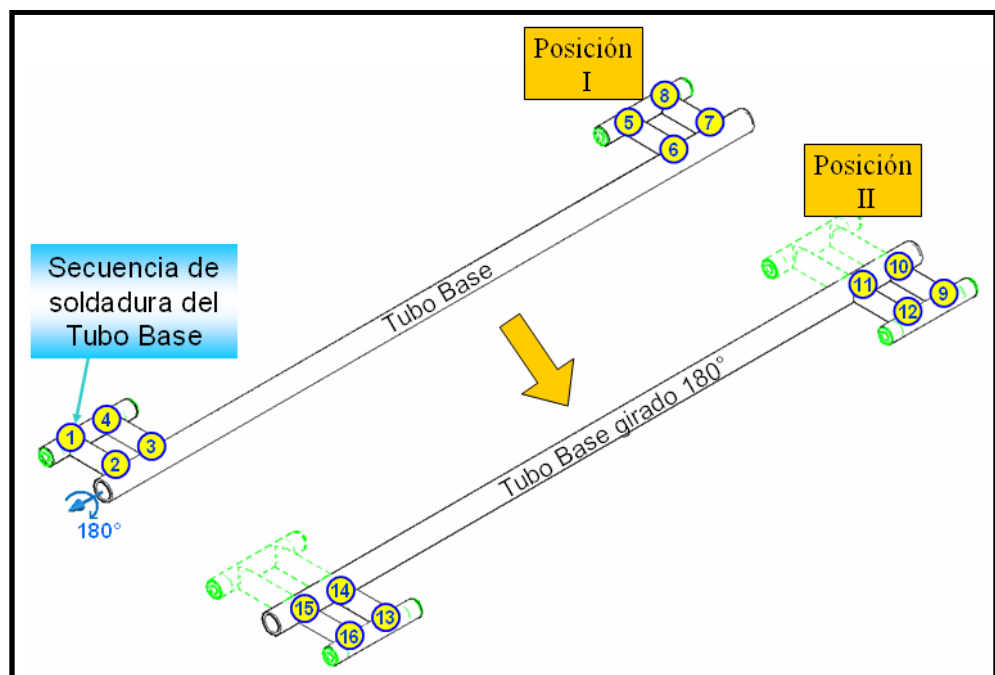 Posición
I
8
5
7
6
Posición
II
Secuencia de
soldadura del
Tubo Base
Tubo Base
10
11
9
12
4
1
3
2
180°
Tubo Base girado 180°
14
15
13
16